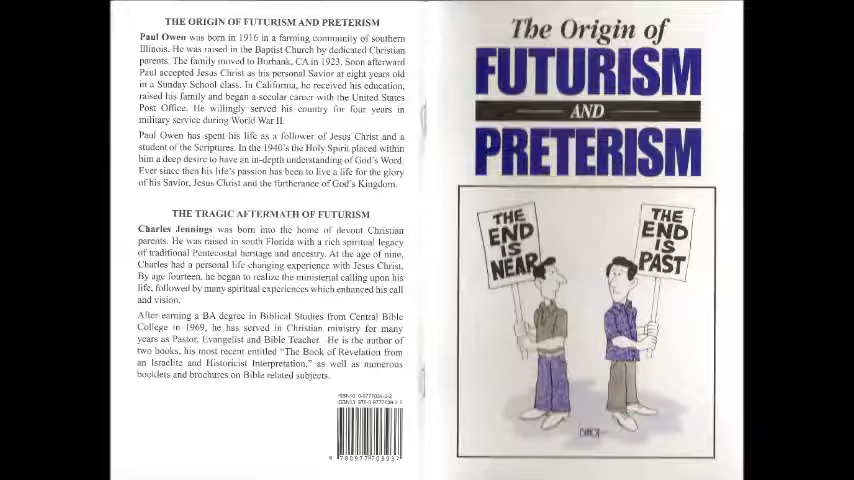 THE ORIGIN OF FUTURISM AND PRETERISM
Paul Owen was born in 1916 in a farming community of southern
Illinois. He was raised in the Baptist Church by dedicated Christian
parents. The family moved to Burbank, CA in 1923. Soon afterward
Paul accepted Jesus Christ as his personal Savior at eight years old
in a Sunday School class. In California, he received his education,
raised his family and began a secular career with the United States
Post Office. He willingly served his country for four years in
military service during World War II.
Paul Owen has spent his life as a follower of Jesus Christ and a
student of the Scriptures. In the 1940's the Holy Spirit placed within
him a deep desire to have an in-depth understanding of God's Word.
Ever since then his life's passion has been to live a life for the glory
of his Savior, Jesus Christ and the furtherance of God's Kingdom.
THE TRAGIC AFTERMATH OF FUTURISM
Charles Jennings was born into the home of devout Christian
parents. He was raised in south Florida with a rich spiritual legacy
of traditional Pentecostal heritage and ancestry. At the age of nine,
Charles had a personal life-changing experience with Jesus Christ.
By age fourteen, he began to realize the ministerial calling upon his
life, followed by many spiritual experiences which enhanced his call
and vision.
After earning a BA degree in Biblical Studies from Central Bible
College in 1969, he has served in Christian ministry for many
years as Pastor, Evangelist and Bible Teacher. He is the author of
two books, his most recent entitled “The Book of Revelation from
an Israelite and Historicist Interpretation,” as well as numerous
booklets and brochures on Bible related subjects.
The Origin of
FUTURISM
AND
PRETERISM
THE
END
IS
NEAR
THE
END
IS
PAST